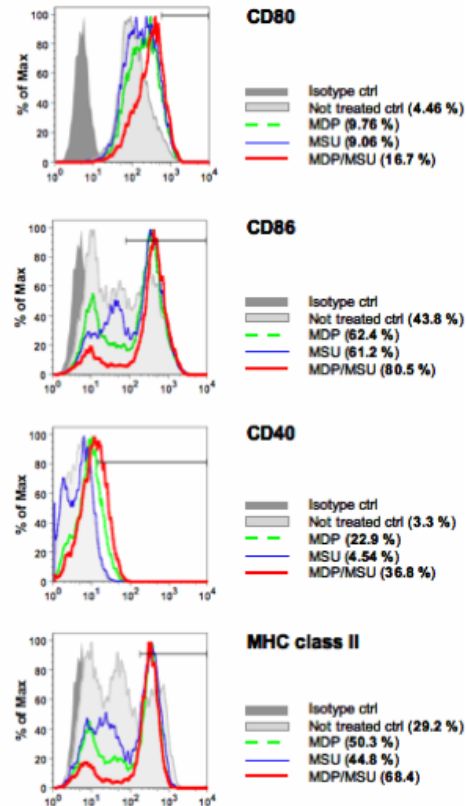 CD80
% of Max
100
80
60
40
20
0
10⁰ 10¹ 10² 10³ 10⁴
Isotype ctrl
Not treated ctrl (4.46 %)
MDP (9.76 %)
MSU (9.06 %)
MDP/MSU (16.7 %)
CD86
% of Max
100
80
60
40
20
0
10⁰ 10¹ 10² 10³ 10⁴
Isotype ctrl
Not treated ctrl (43.8 %)
MDP (62.4 %)
MSU (61.2 %)
MDP/MSU (80.5 %)
CD40
% of Max
100
80
60
40
20
0
10⁰ 10¹ 10² 10³ 10⁴
Isotype ctrl
Not treated ctrl (3.3 %)
MDP (22.9 %)
MSU (4.54 %)
MDP/MSU (36.8 %)
MHC class II
% of Max
100
80
60
40
20
0
10⁰ 10¹ 10² 10³ 10⁴
Isotype ctrl
Not treated ctrl (29.2 %)
MDP (50.3 %)
MSU (44.8 %)
MDP/MSU (68.4)